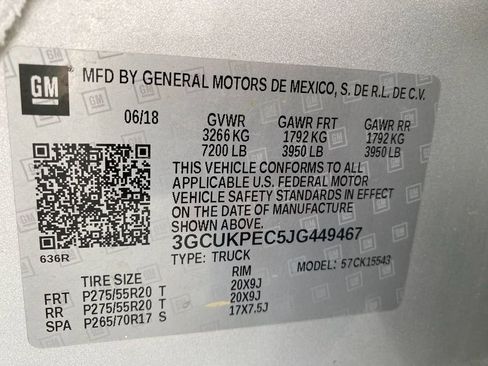 GM MFD BY GENERAL MOTORS DE MEXICO, S. DE R.L. DE C.V.
06/18 GVWR GAWR FRT GAWR RR
3266 KG 1792 KG 1792 KG
7200 LB 3950 LB 3950 LB
THIS VEHICLE CONFORMS TO ALL
APPLICABLE U.S. FEDERAL MOTOR
VEHICLE SAFETY STANDARDS IN EFFECT
ON THE DATE OF MANUFACTURE
SHOWN ABOVE.
3GCUKPEC5JG449467
636R TYPE: TRUCK MODEL: 57CK15543
TIRE SIZE RIM
FRT P275/55R20 T 20X9J
RR P275/55R20 T 20X9J
SPA P265/70R17 S 17X7.5J